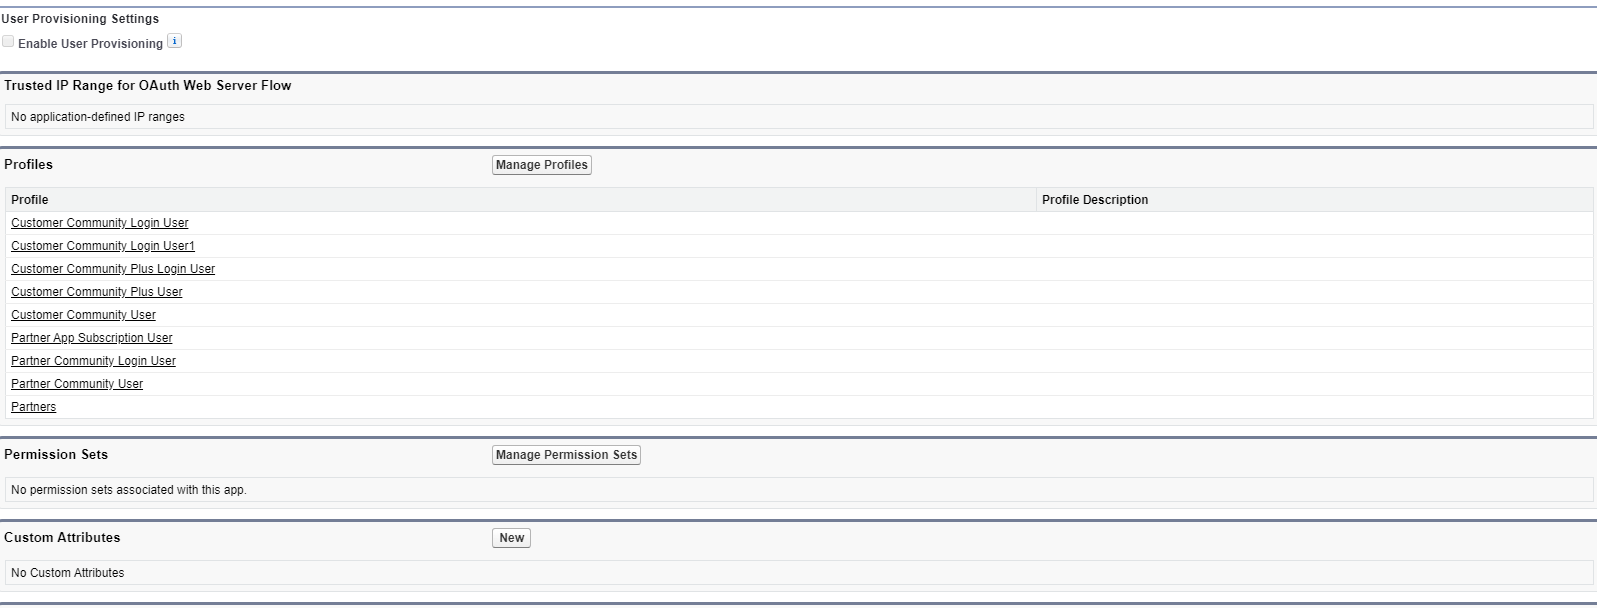 User Provisioning Settings
Enable User Provisioning i
Trusted IP Range for OAuth Web Server Flow
No application-defined IP ranges
Profiles Manage Profiles
Profile Profile Description
Customer Community Login User
Customer Community Login User1
Customer Community Plus Login User
Customer Community Plus User
Customer Community User
Partner App Subscription User
Partner Community Login User
Partner Community User
Partners
Permission Sets Manage Permission Sets
No permission sets associated with this app.
Custom Attributes New
No Custom Attributes